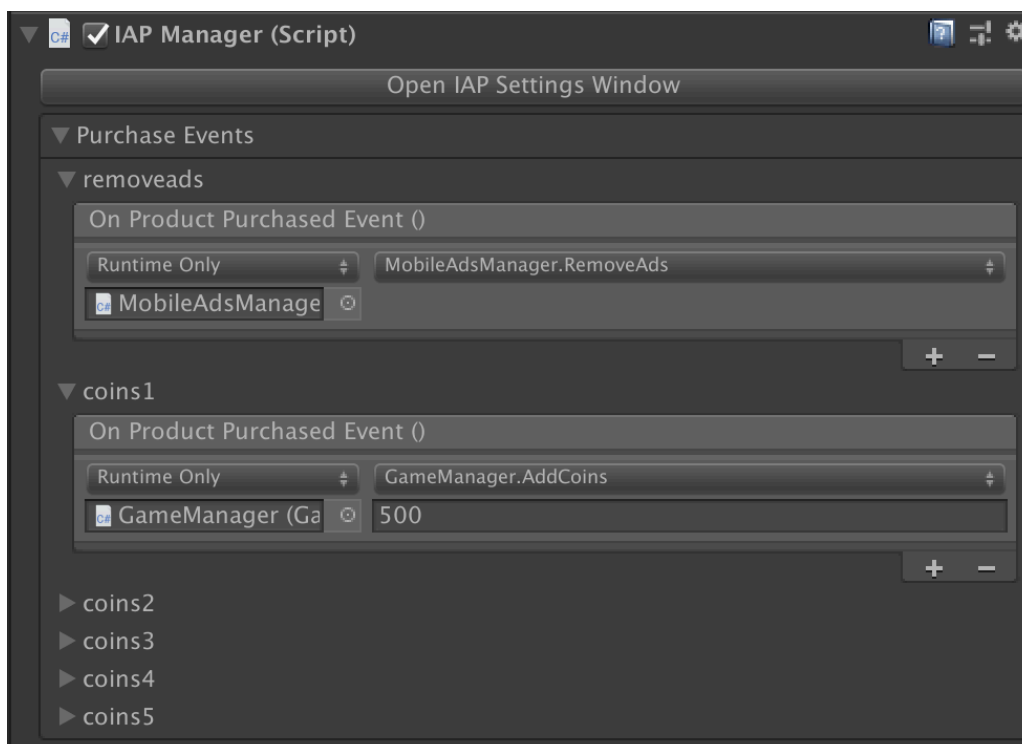 IAP Manager (Script)
Open IAP Settings Window
Purchase Events
removeads
On Product Purchased Event ()
Runtime Only MobileAdsManager.RemoveAds
MobileAdsManage
coins1
On Product Purchased Event ()
Runtime Only GameManager.AddCoins
GameManager (Ga 500
coins2
coins3
coins4
coins5